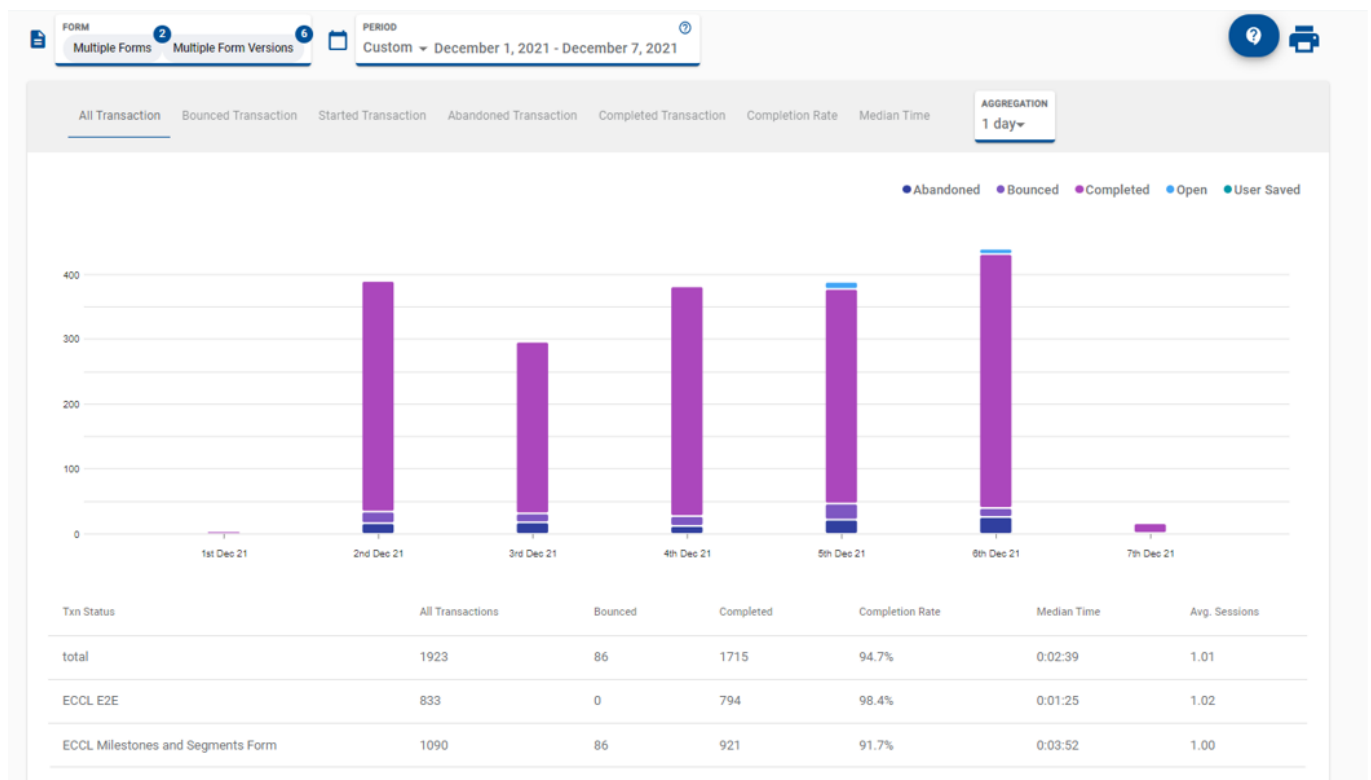 FORM
Multiple Forms 2 Multiple Form Versions 6
PERIOD
Custom December 1, 2021 - December 7, 2021
All Transaction Bounced Transaction Started Transaction Abandoned Transaction Completed Transaction Completion Rate Median Time
AGGREGATION
1 day
Abandoned Bounced Completed Open User Saved
400
300
200
100
0
1st Dec 21 2nd Dec 21 3rd Dec 21 4th Dec 21 5th Dec 21 6th Dec 21 7th Dec 21
Txn Status All Transactions Bounced Completed Completion Rate Median Time Avg. Sessions
total 1923 86 1715 94.7% 0:02:39 1.01
ECCL E2E 833 0 794 98.4% 0:01:25 1.02
ECCL Milestones and Segments Form 1090 86 921 91.7% 0:03:52 1.00